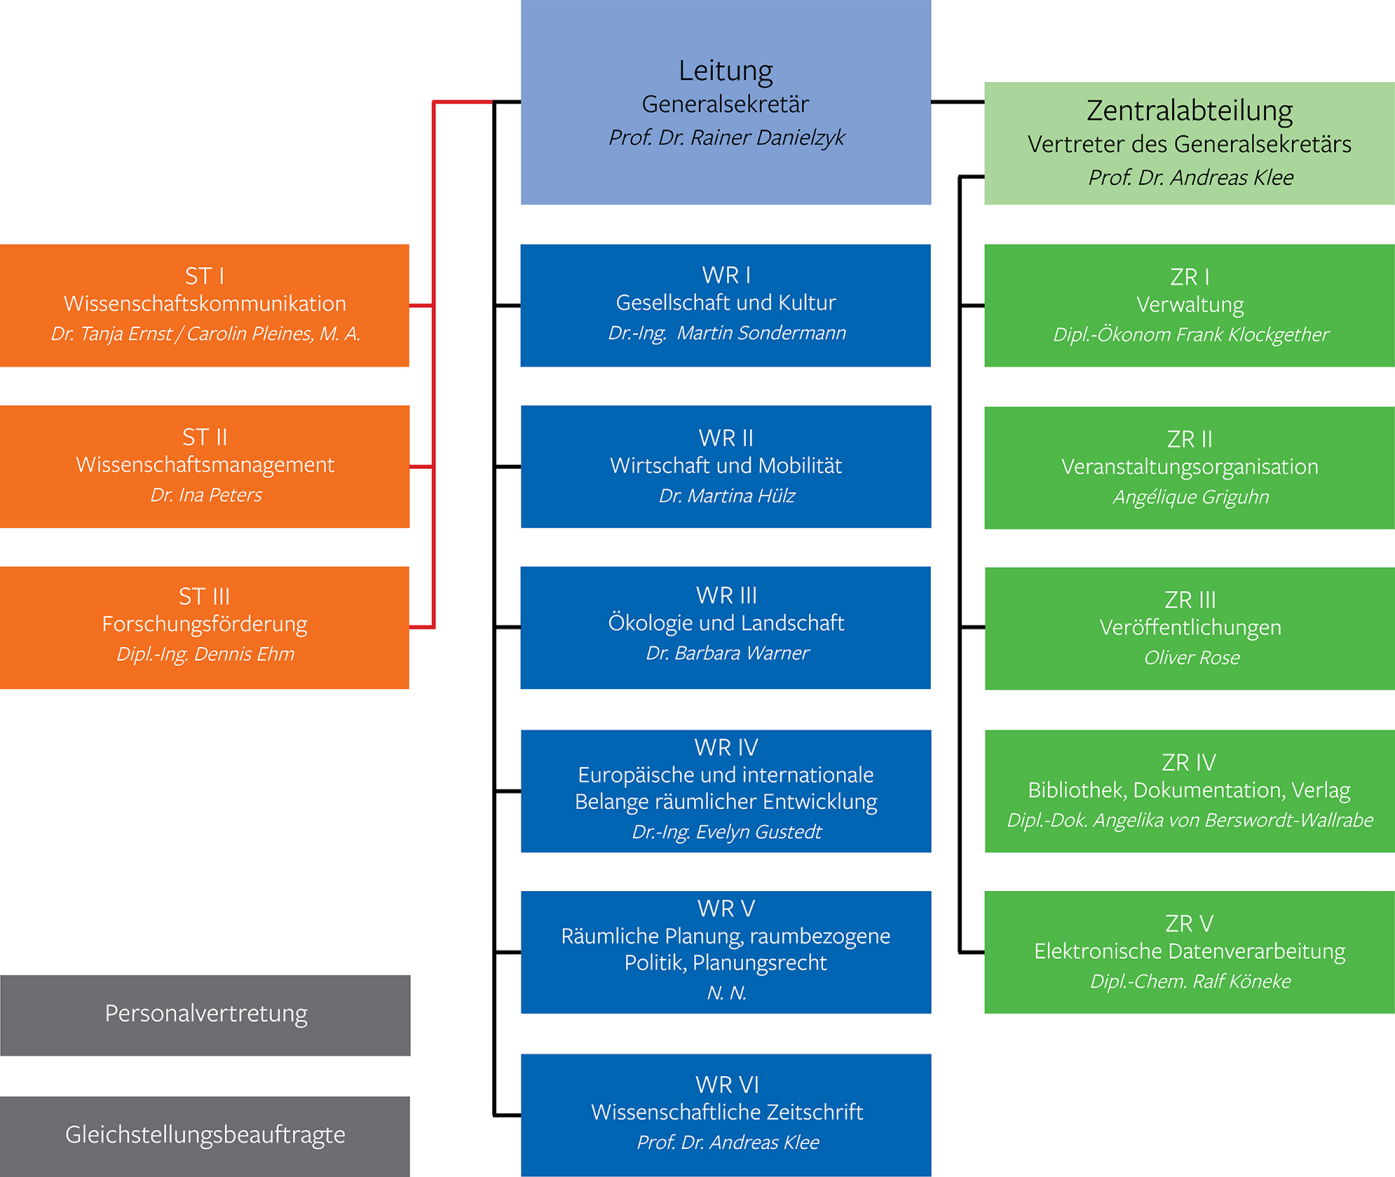 Leitung
Generalsekretär
Prof. Dr. Rainer Danielzyk
Zentralabteilung
Vertreter des Generalsekretärs
Prof. Dr. Andreas Klee
ST I
Wissenschaftskommunikation
Dr. Tanja Ernst / Carolin Pleines, M. A.
ST II
Wissenschaftsmanagement
Dr. Ina Peters
ST III
Forschungsförderung
Dipl.-Ing. Dennis Ehm
WR I
Gesellschaft und Kultur
Dr.-Ing. Martin Sondermann
WR II
Wirtschaft und Mobilität
Dr. Martina Hülz
WR III
Ökologie und Landschaft
Dr. Barbara Warner
WR IV
Europäische und internationale
Belange räumlicher Entwicklung
Dr.-Ing. Evelyn Gustedt
WR V
Räumliche Planung, raumbezogene
Politik, Planungsrecht
N. N.
WR VI
Wissenschaftliche Zeitschrift
Prof. Dr. Andreas Klee
ZR I
Verwaltung
Dipl.-Ökonom Frank Klockgether
ZR II
Veranstaltungsorganisation
Angélique Griguhn
ZR III
Veröffentlichungen
Oliver Rose
ZR IV
Bibliothek, Dokumentation, Verlag
Dipl.-Dok. Angelika von Berswordt-Wallrabe
ZR V
Elektronische Datenverarbeitung
Dipl.-Chem. Ralf Köneke
Personalvertretung
Gleichstellungsbeauftragte